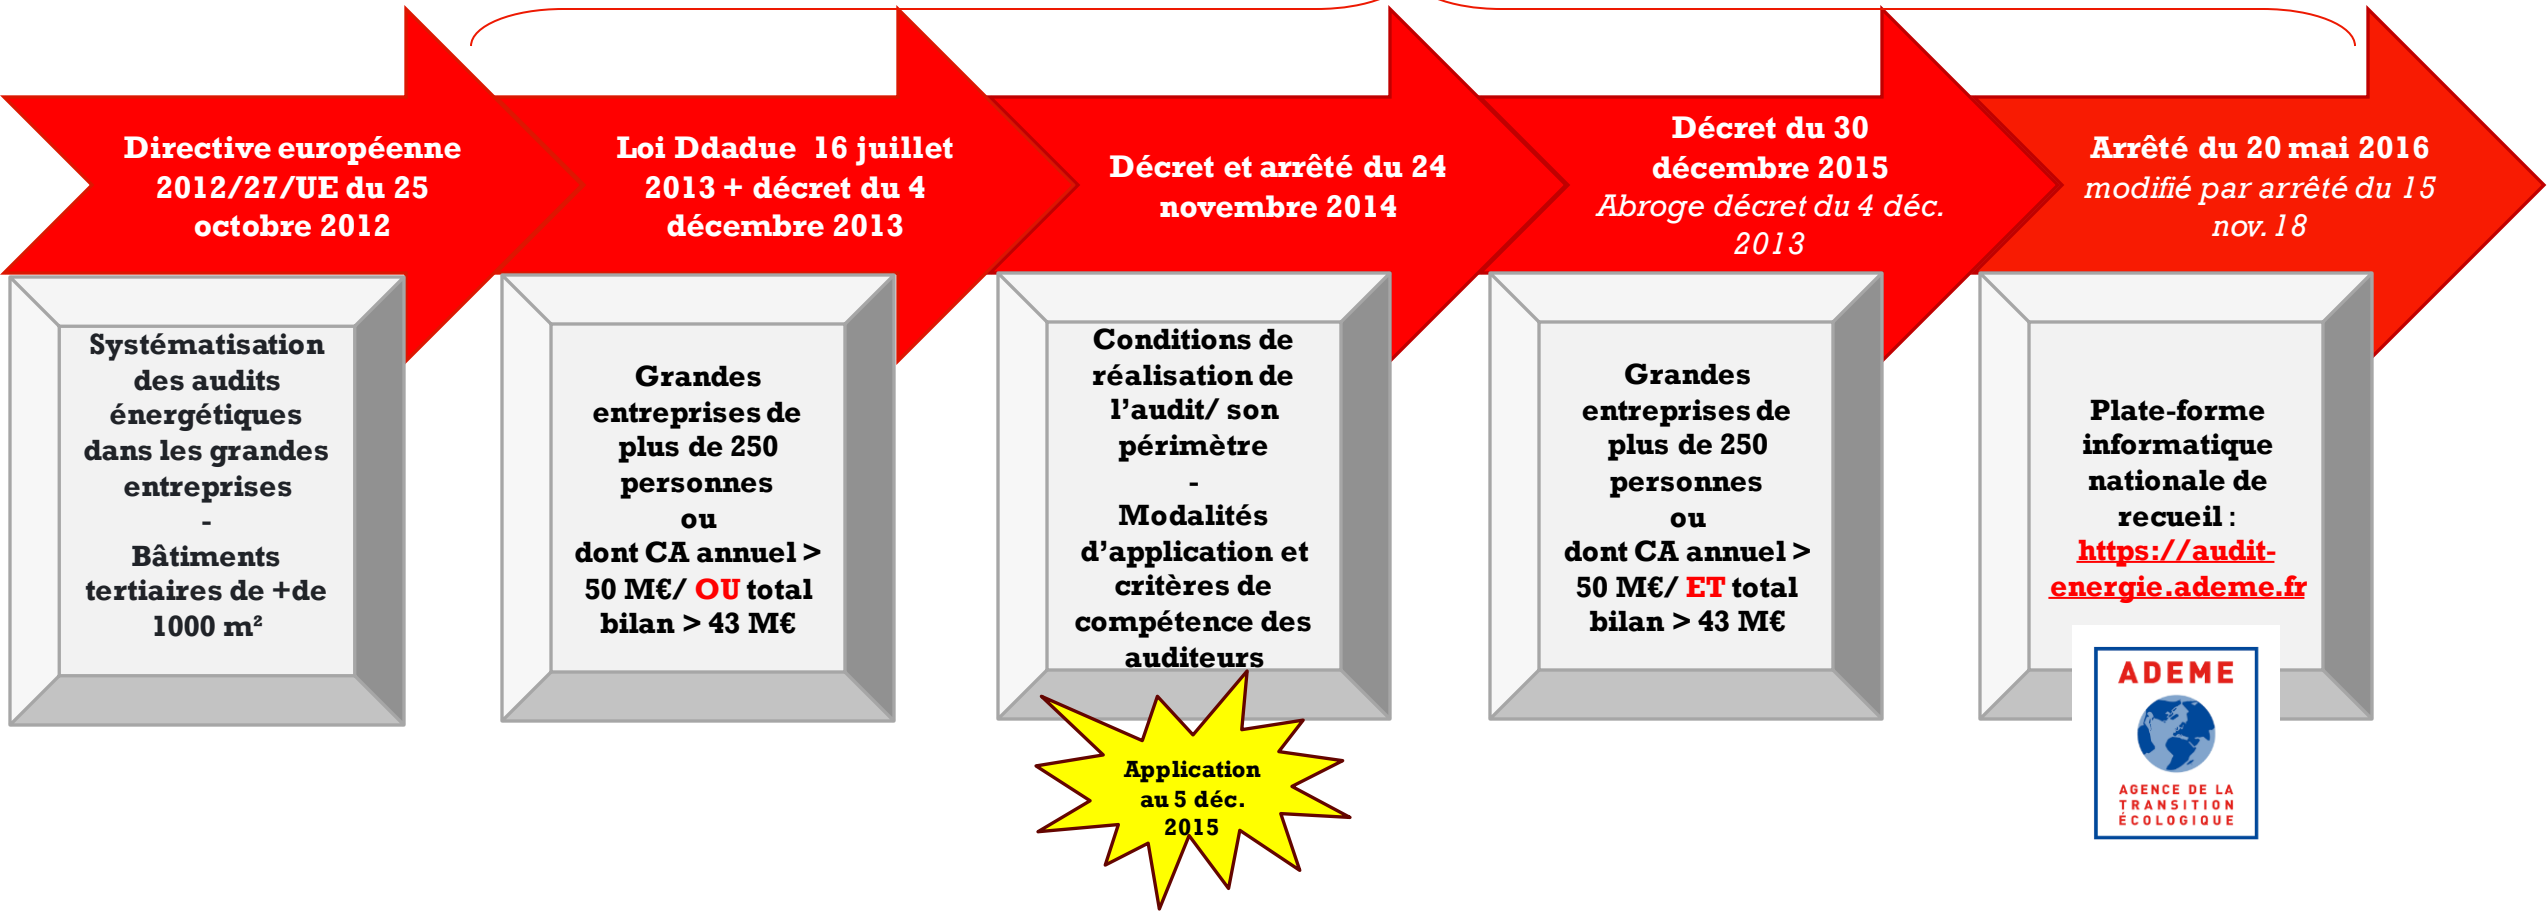 Directive européenne
2012/27/UE du 25
octobre 2012
Loi Ddadue 16 juillet
2013 + décret du 4
décembre 2013
Décret et arrêté du 24
novembre 2014
Décret du 30
décembre 2015
Abroge décret du 4 déc.
2013
Arrêté du 20 mai 2016
modifié par arrêté du 15
nov. 18
Systématisation
des audits
énergétiques
dans les grandes
entreprises
-
Bâtiments
tertiaires de +de
1000 m²
Grandes
entreprises de
plus de 250
personnes
ou
dont CA annuel >
50 M€/ OU total
bilan > 43 M€
Conditions de
réalisation de
l’audit/ son
périmètre
-
Modalités
d’application et
critères de
compétence des
auditeurs
Application
au 5 déc.
2015
Grandes
entreprises de
plus de 250
personnes
ou
dont CA annuel >
50 M€/ ET total
bilan > 43 M€
Plate-forme
informatique
nationale de
recueil :
https://audit-
energie.ademe.fr
ADEME
AGENCE DE LA
TRANSITION
ÉCOLOGIQUE